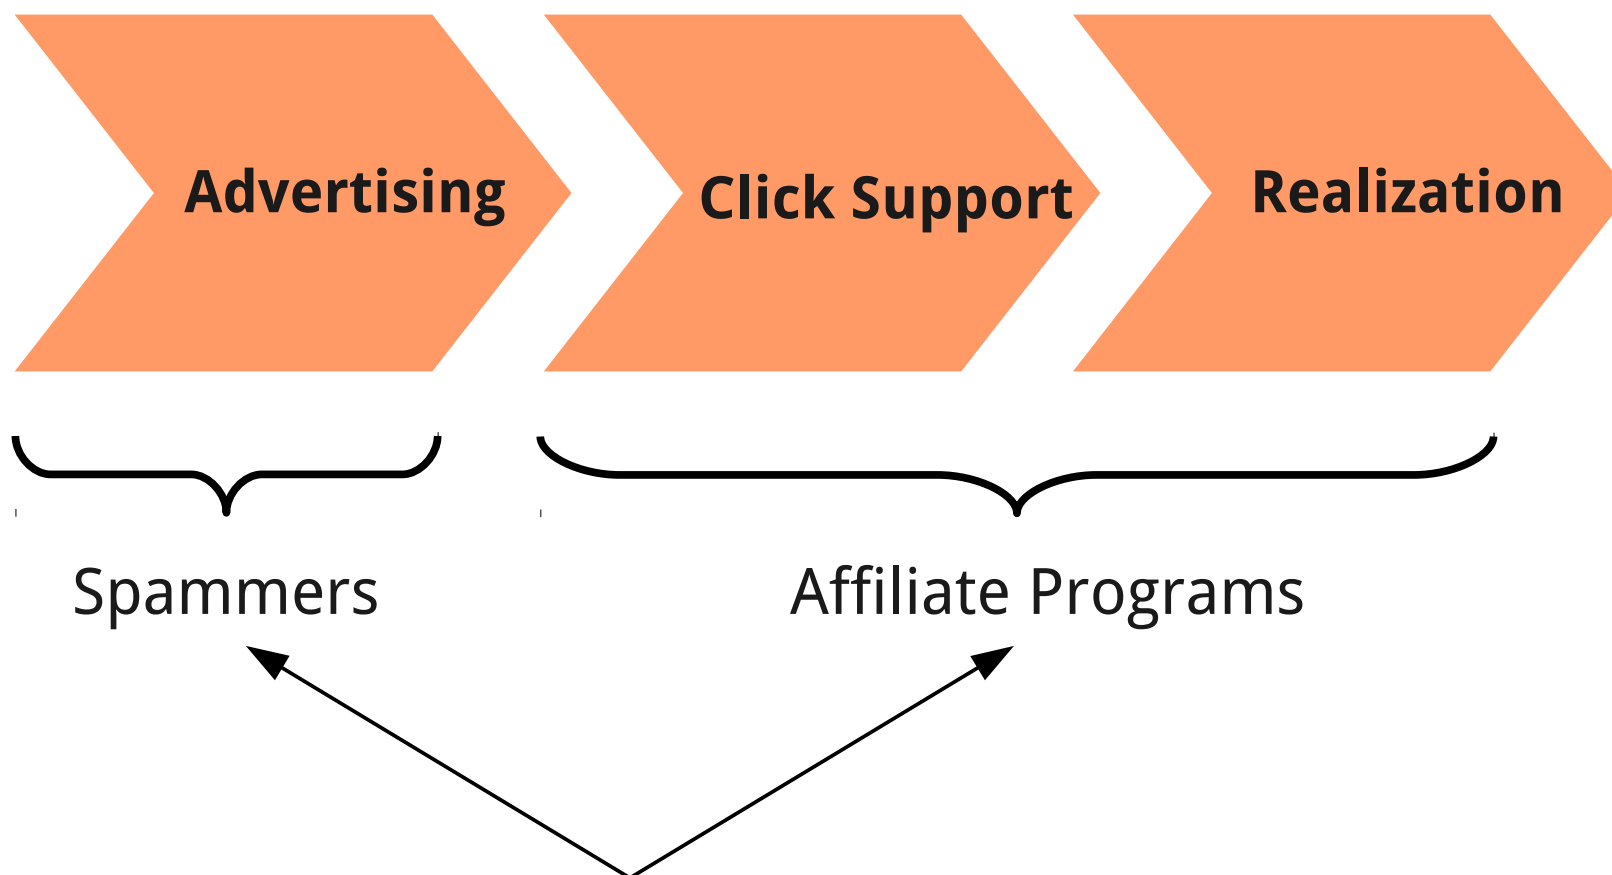 Advertising
Click Support
Realization
Spammers
Affiliate Programs